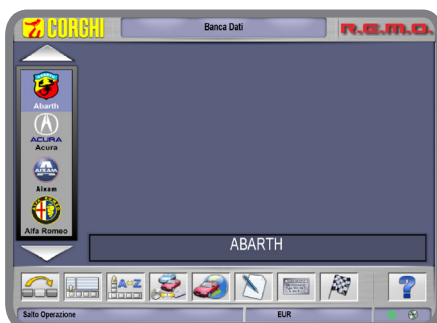 CORGHI
Banca Dati
R.E.M.O.
Abarth
ACURA
Acura
AIXAM
Aixam
Alfa Romeo
ABARTH
A Z
?
Salto Operazione
EUR